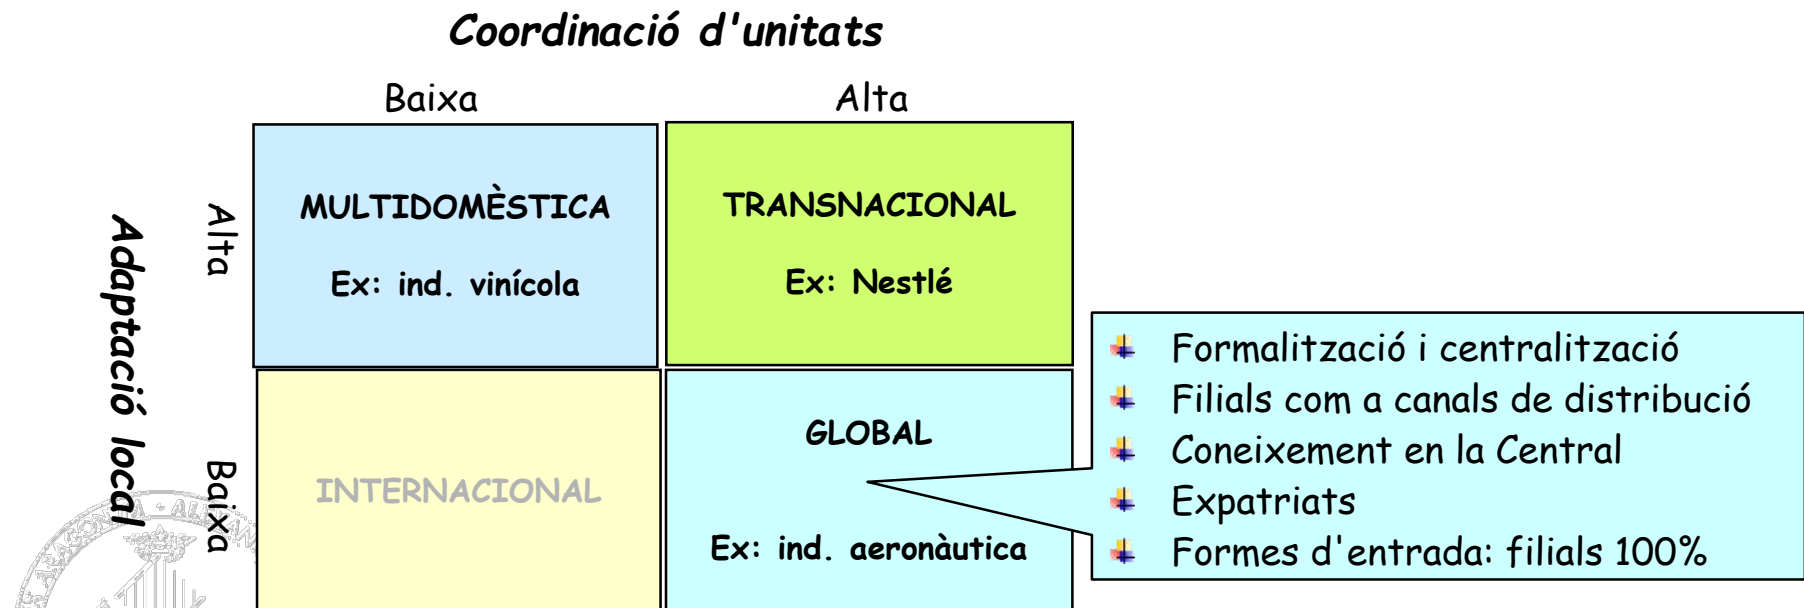 Coordinació d'unitats
Baixa
Alta
Adaptació local
Alta
MULTIDOMÈSTICA
Ex: ind. vinícola
TRANSNACIONAL
Ex: Nestlé
Baixa
INTERNACIONAL
GLOBAL
Ex: ind. aeronàutica
Formalització i centralització
Filials com a canals de distribució
Coneixement en la Central
Expatriats
Formes d'entrada: filials 100%